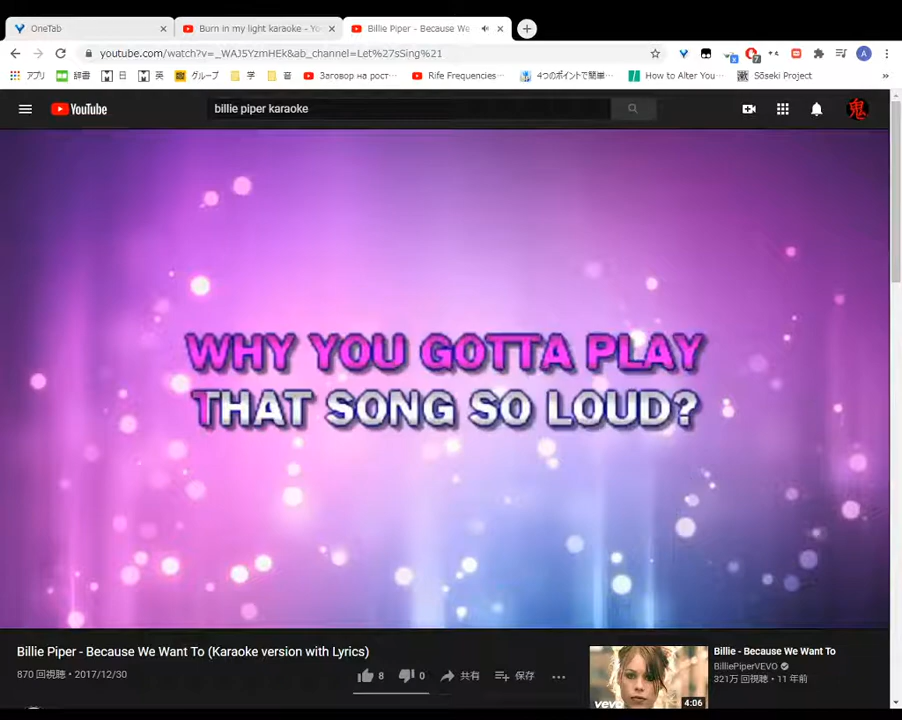 OneTab
Burn in my light karaoke - Yo
Billie Piper - Because We
youtube.com/watch?v=_WAJ5YzmHEk&ab_channel=Let%27sSing%21
アプリ 辞書 日 英 グループ 学 音 Заговор на рост… Rife Frequencies… 4つのポイントで簡単… How to Alter You… Sōseki Project »
YouTube
billie piper karaoke
鬼
WHY YOU GOTTA PLAY
THAT SONG SO LOUD?
Billie Piper - Because We Want To (Karaoke version with Lyrics)
870 回視聴・2017/12/30
8 0 共有 保存
Billie - Because We Want To
BilliePiperVEVO
321万 回視聴・11 年前
vevo 4:06